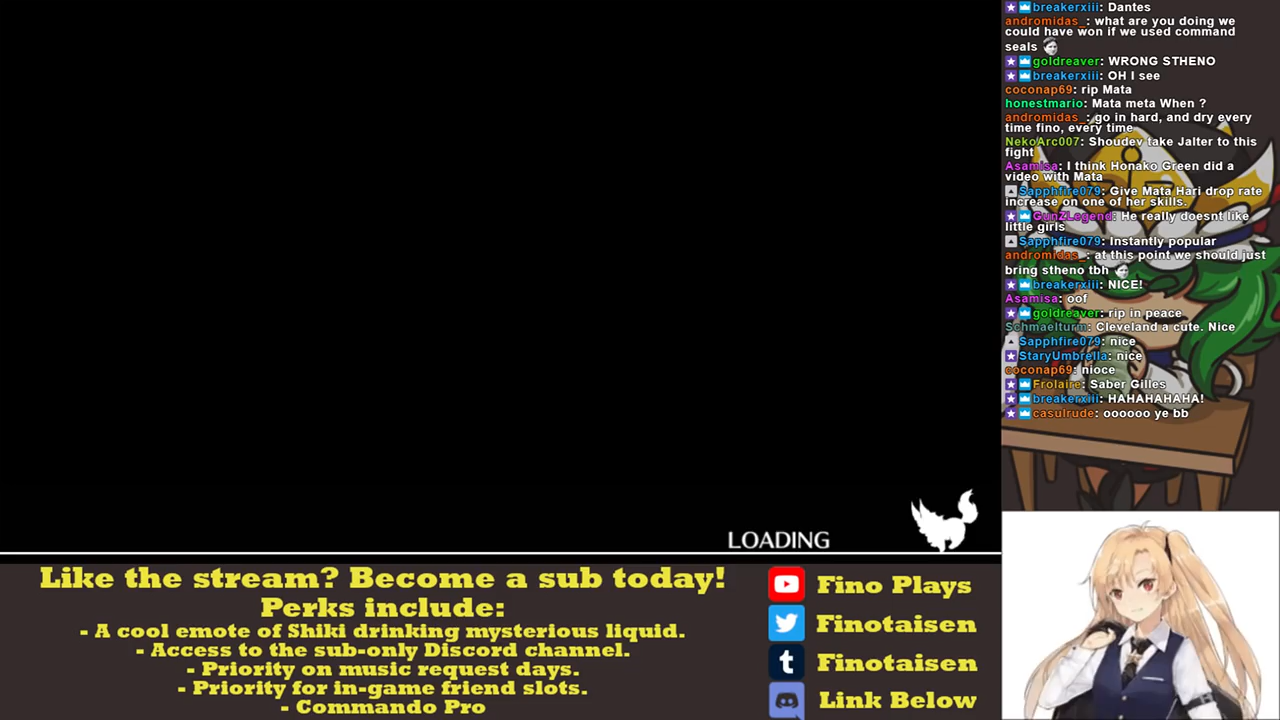 breakerxiii: Dantes
andromidas_: what are you doing we
could have won if we used command
seals
goldreaver: WRONG STHENO
breakerxiii: OH I see
coconap69: rip Mata
honestmario: Mata meta When ?
andromidas_: go in hard, and dry every
time fino, every time
NekoArc007: Shoudev take Jalter to this
fight
Asamisa: I think Honako Green did a
video with Mata
Sapphfire079: Give Mata Hari drop rate
increase on one of her skills.
GunZLegend: He really doesnt like
little girls
Sapphfire079: Instantly popular
andromidas_: at this point we should just
bring stheno tbh
breakerxiii: NICE!
Asamisa: oof
goldreaver: rip in peace
Schmaelturm: Cleveland a cute. Nice
Sapphfire079: nice
StaryUmbrella: nice
coconap69: nioce
Frolaire: Saber Gilles
breakerxiii: HAHAHAHAHA!
casulrude: oooooo ye bb
LOADING
Like the stream? Become a sub today!
Perks include:
- A cool emote of Shiki drinking mysterious liquid.
- Access to the sub-only Discord channel.
- Priority on music request days.
- Priority for in-game friend slots.
- Commando Pro
Fino Plays
Finotaisen
t Finotaisen
Link Below